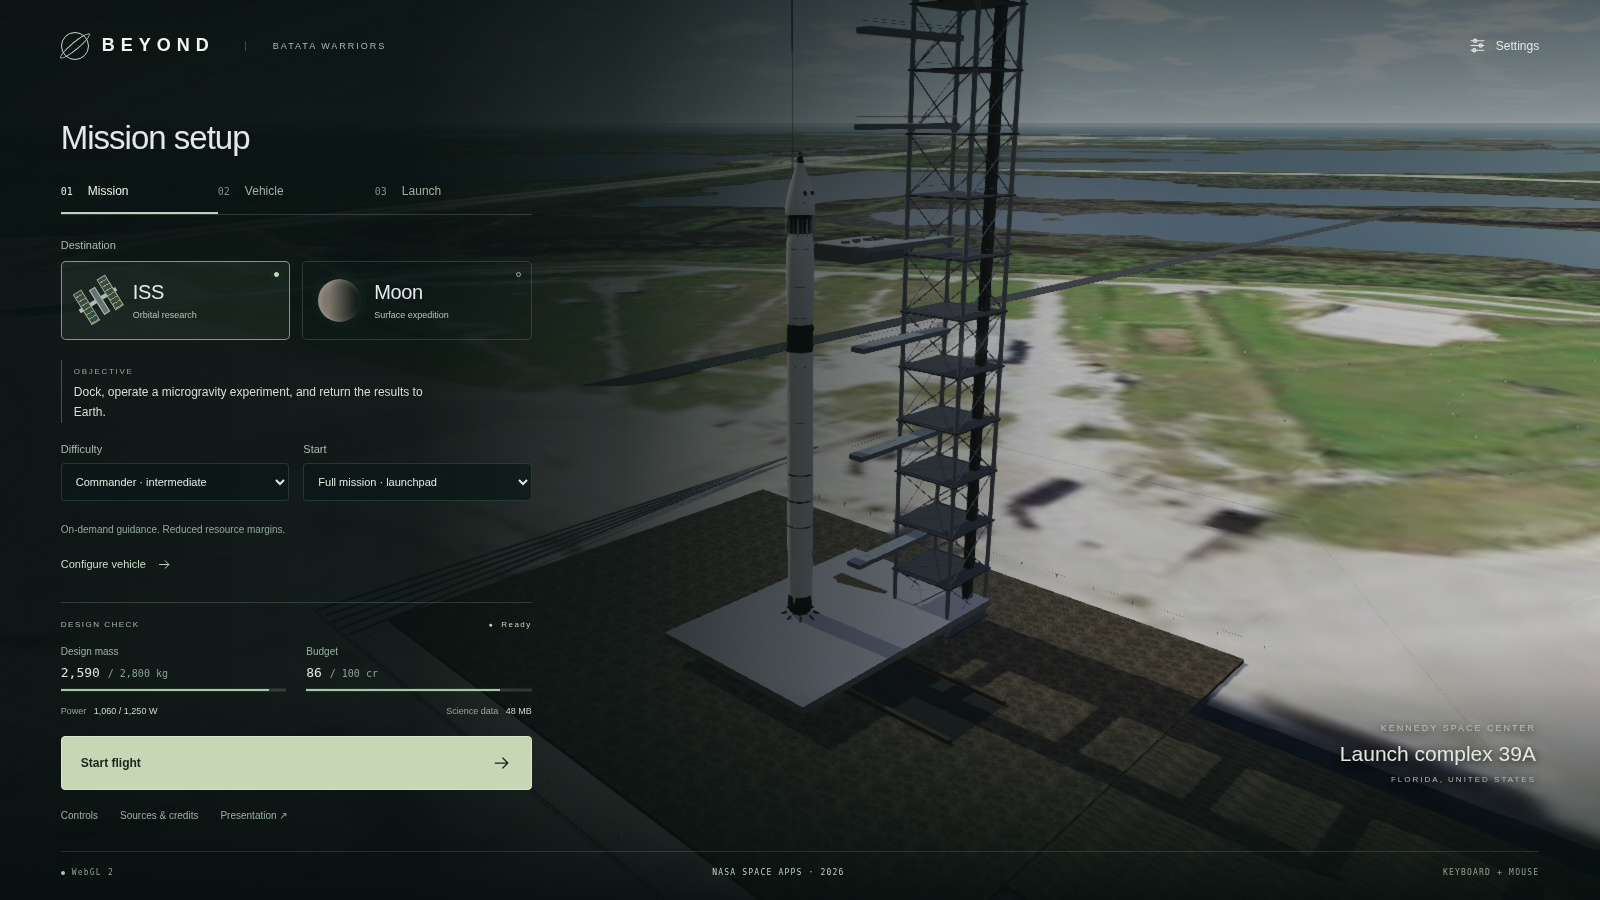 BEYOND
BATATA WARRIORS
Settings
Mission setup
01 Mission
02 Vehicle
03 Launch
Destination
ISS
Orbital research
Moon
Surface expedition
OBJECTIVE
Dock, operate a microgravity experiment, and return the results to
Earth.
Difficulty
Start
Commander · intermediate
Full mission · launchpad
On-demand guidance. Reduced resource margins.
Configure vehicle →
DESIGN CHECK
• Ready
Design mass
Budget
2,590 / 2,800 kg
86 / 100 cr
Power 1,060 / 1,250 W
Science data 48 MB
Start flight →
Controls
Sources & credits
Presentation ↗
KENNEDY SPACE CENTER
Launch complex 39A
FLORIDA, UNITED STATES
• WebGL 2
NASA SPACE APPS · 2026
KEYBOARD + MOUSE